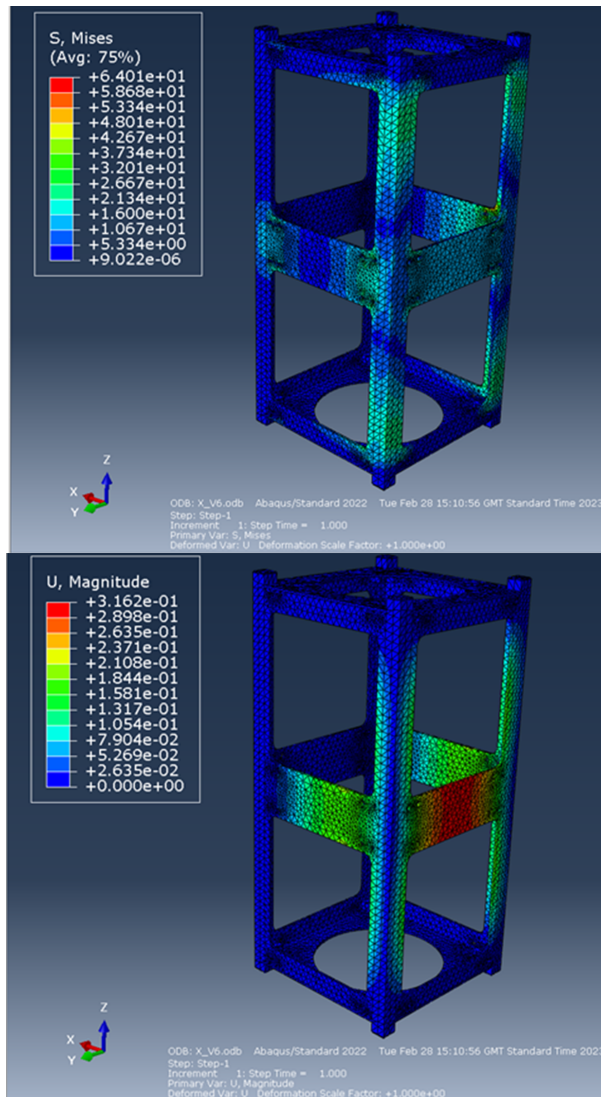 S, Mises
(Avg: 75%)
+6.401e+01
+5.868e+01
+5.334e+01
+4.801e+01
+4.267e+01
+3.734e+01
+3.201e+01
+2.667e+01
+2.134e+01
+1.600e+01
+1.067e+01
+5.334e+00
+9.022e-06
Z
X
Y
ODB: X_V6.odb Abaqus/Standard 2022 Tue Feb 28 15:10:56 GMT Standard Time 2023
Step: Step-1
Increment 1: Step Time = 1.000
Primary Var: S, Mises
Deformed Var: U Deformation Scale Factor: +1.000e+00
U, Magnitude
+3.162e-01
+2.898e-01
+2.635e-01
+2.371e-01
+2.108e-01
+1.844e-01
+1.581e-01
+1.317e-01
+1.054e-01
+7.904e-02
+5.269e-02
+2.635e-02
+0.000e+00
Z
X
Y
ODB: X_V6.odb Abaqus/Standard 2022 Tue Feb 28 15:10:56 GMT Standard Time 2023
Step: Step-1
Increment 1: Step Time = 1.000
Primary Var: U, Magnitude
Deformed Var: U Deformation Scale Factor: +1.000e+00